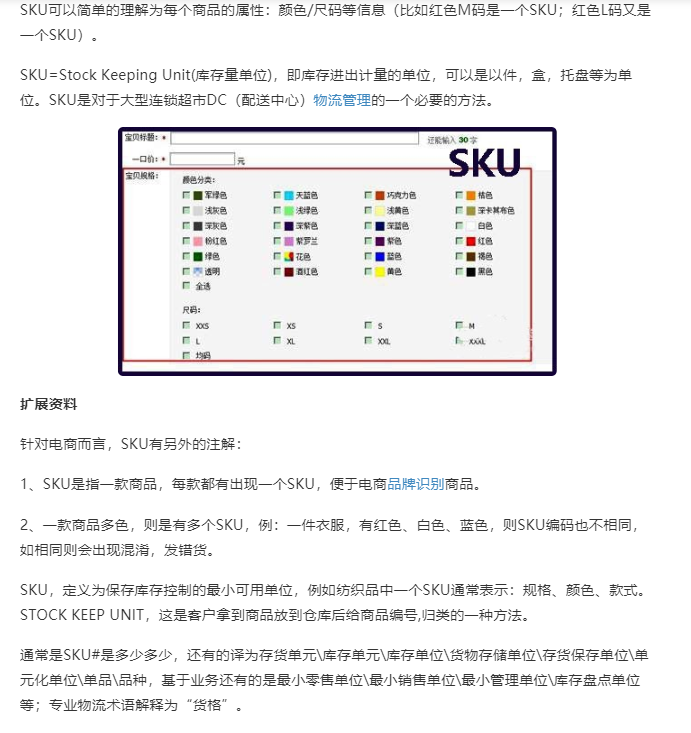 SKU可以简单的理解为每个商品的属性：颜色/尺码等信息（比如红色M码是一个SKU；红色L码又是
一个SKU）。
SKU=Stock Keeping Unit(库存量单位)，即库存进出计量的单位，可以是以件，盒，托盘等为单
位。SKU是对于大型连锁超市DC（配送中心）物流管理的一个必要的方法。
宝贝标题：* 还能输入 30 字
SKU
一口价：* 元
宝贝规格：
颜色分类：
军绿色 天蓝色 巧克力色 桔色
浅灰色 浅绿色 浅黄色 深卡其布色
深灰色 深紫色 深蓝色 白色
粉红色 紫罗兰 紫色 红色
绿色 花色 蓝色 褐色
透明 酒红色 黄色 黑色
全选
尺码：
XXS XS S M
L XL XXL XXXL
均码
扩展资料
针对电商而言，SKU有另外的注解：
1、SKU是指一款商品，每款都有出现一个SKU，便于电商品牌识别商品。
2、一款商品多色，则是有多个SKU，例：一件衣服，有红色、白色、蓝色，则SKU编码也不相同，
如相同则会出现混淆，发错货。
SKU，定义为保存库存控制的最小可用单位，例如纺织品中一个SKU通常表示：规格、颜色、款式。
STOCK KEEP UNIT，这是客户拿到商品放到仓库后给商品编号,归类的一种方法。
通常是SKU#是多少多少，还有的译为存货单元\库存单元\库存单位\货物存储单位\存货保存单位\单
元化单位\单品\品种，基于业务还有的是最小零售单位\最小销售单位\最小管理单位\库存盘点单位
等；专业物流术语解释为“货格”。